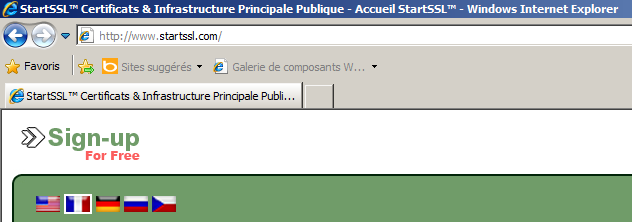 StartSSL™ Certificats & Infrastructure Principale Publique - Accueil StartSSL™ - Windows Internet Explorer
http://www.startssl.com/
Favoris Sites suggérés Galerie de composants W...
StartSSL™ Certificats & Infrastructure Principale Publi...
Sign-up
For Free